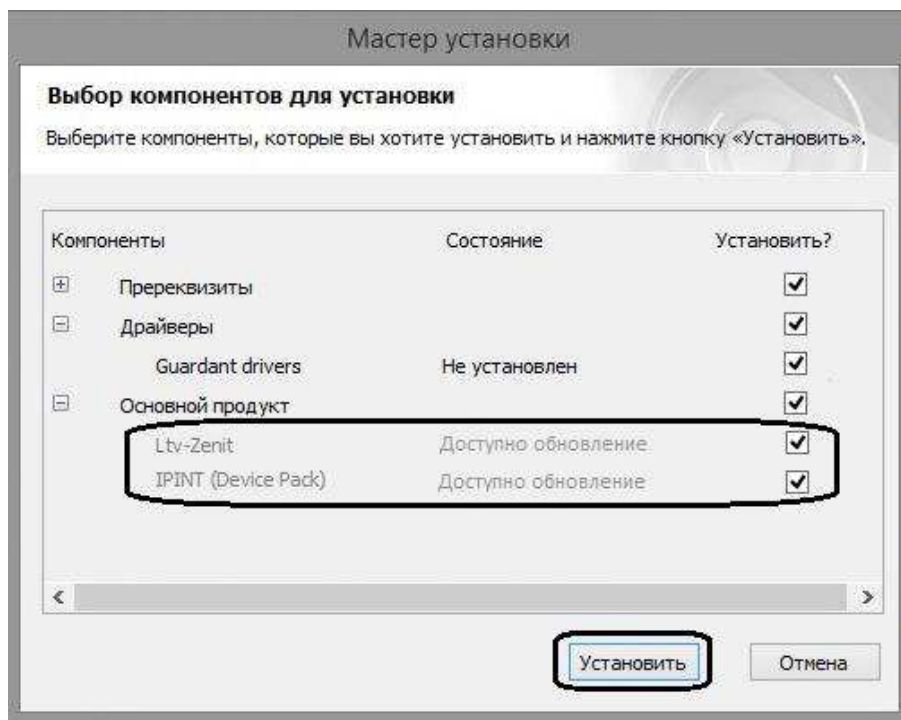 Мастер установки
Выбор компонентов для установки
Выберите компоненты, которые вы хотите установить и нажмите кнопку «Установить».
Компоненты Состояние Установить?
Пререквизиты
Драйверы
Guardant drivers Не установлен
Основной продукт
Ltv-Zenit Доступно обновление
IPINT (Device Pack) Доступно обновление
Установить Отмена